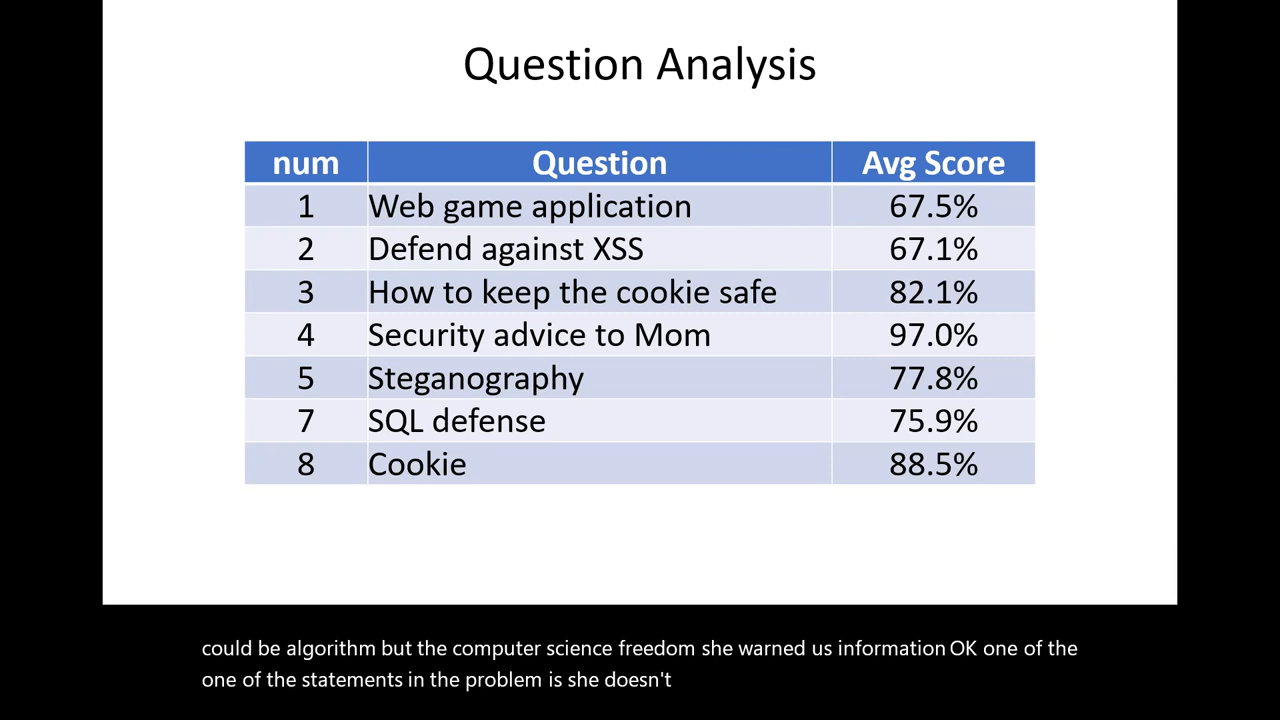 Question Analysis
num Question Avg Score
1 Web game application 67.5%
2 Defend against XSS 67.1%
3 How to keep the cookie safe 82.1%
4 Security advice to Mom 97.0%
5 Steganography 77.8%
7 SQL defense 75.9%
8 Cookie 88.5%
could be algorithm but the computer science freedom she warned us information OK one of the
one of the statements in the problem is she doesn't